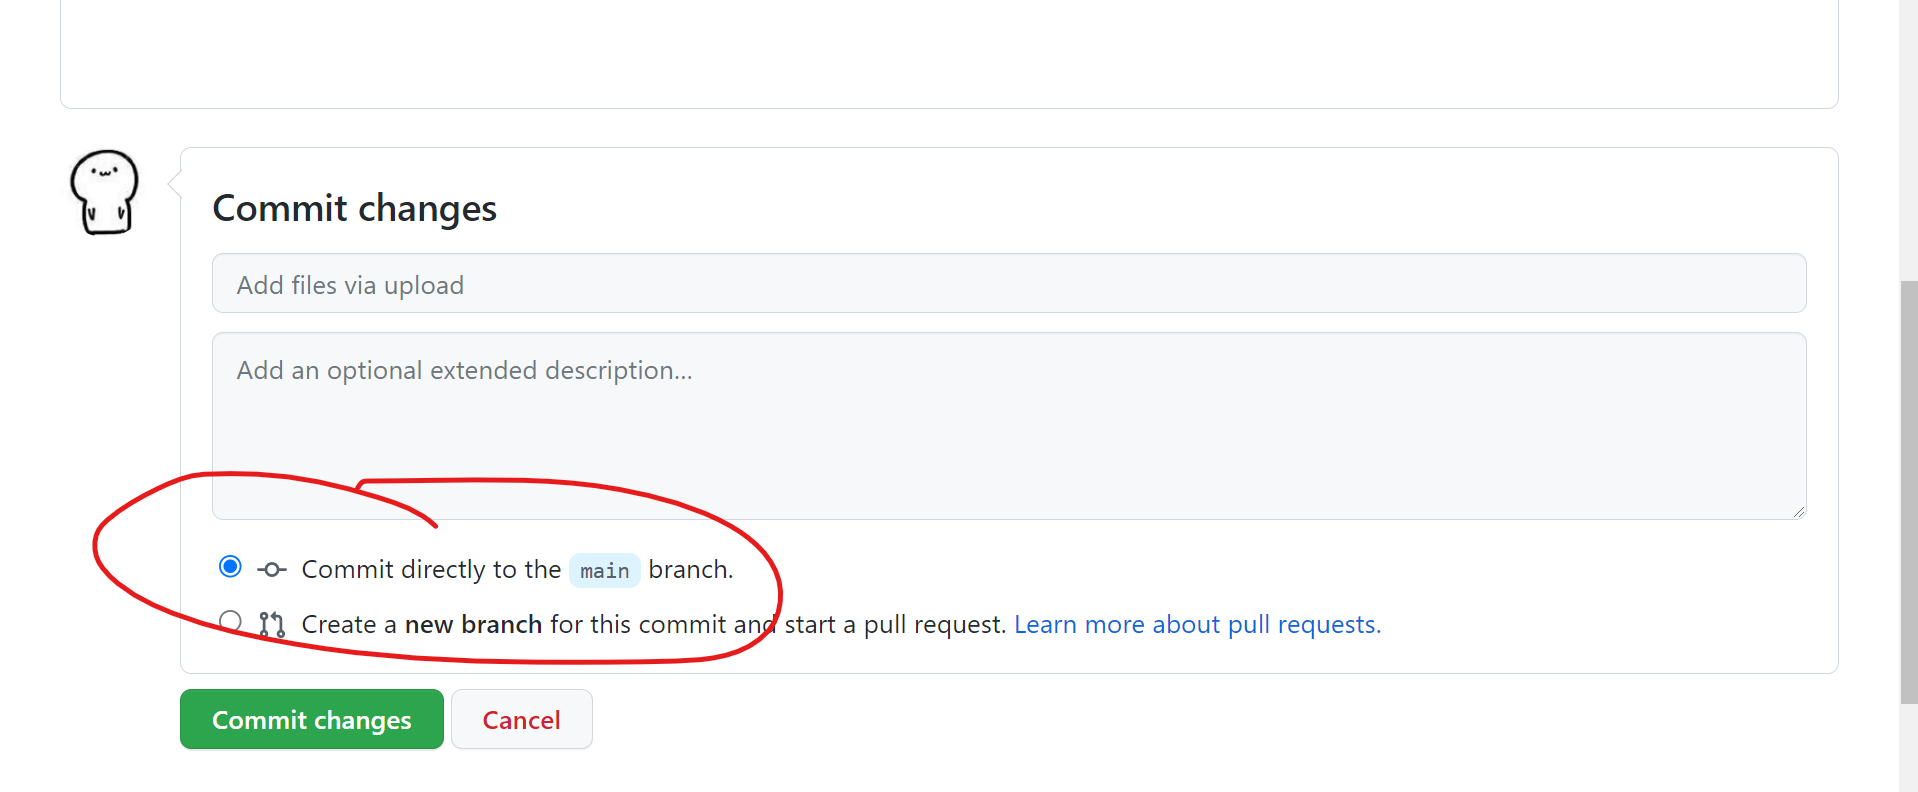 Commit changes
Add files via upload
Add an optional extended description...
Commit directly to the main branch.
Create a new branch for this commit and start a pull request. Learn more about pull requests.
Commit changes
Cancel